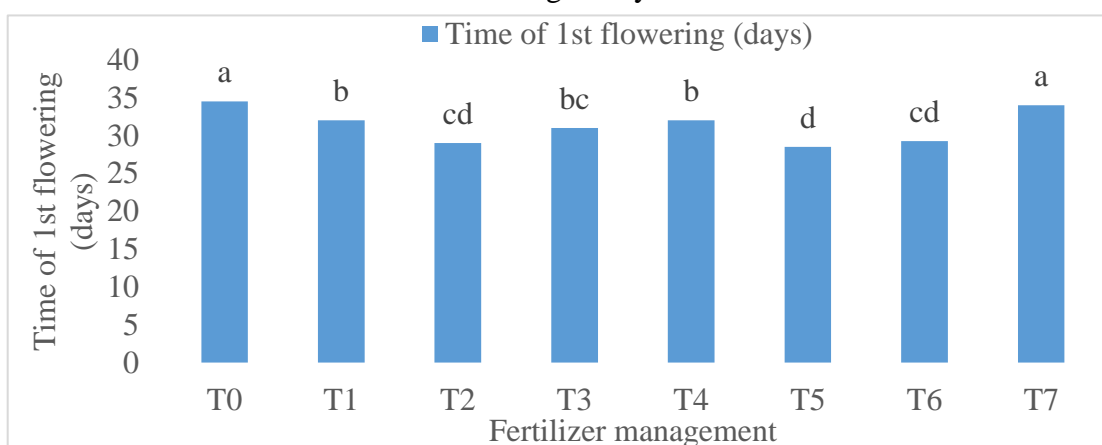 Time of 1st flowering (days)
Time of 1st flowering
(days)
40
35
30
25
20
15
10
5
0
a
b
cd
bc
b
d
cd
a
T0 T1 T2 T3 T4 T5 T6 T7
Fertilizer management